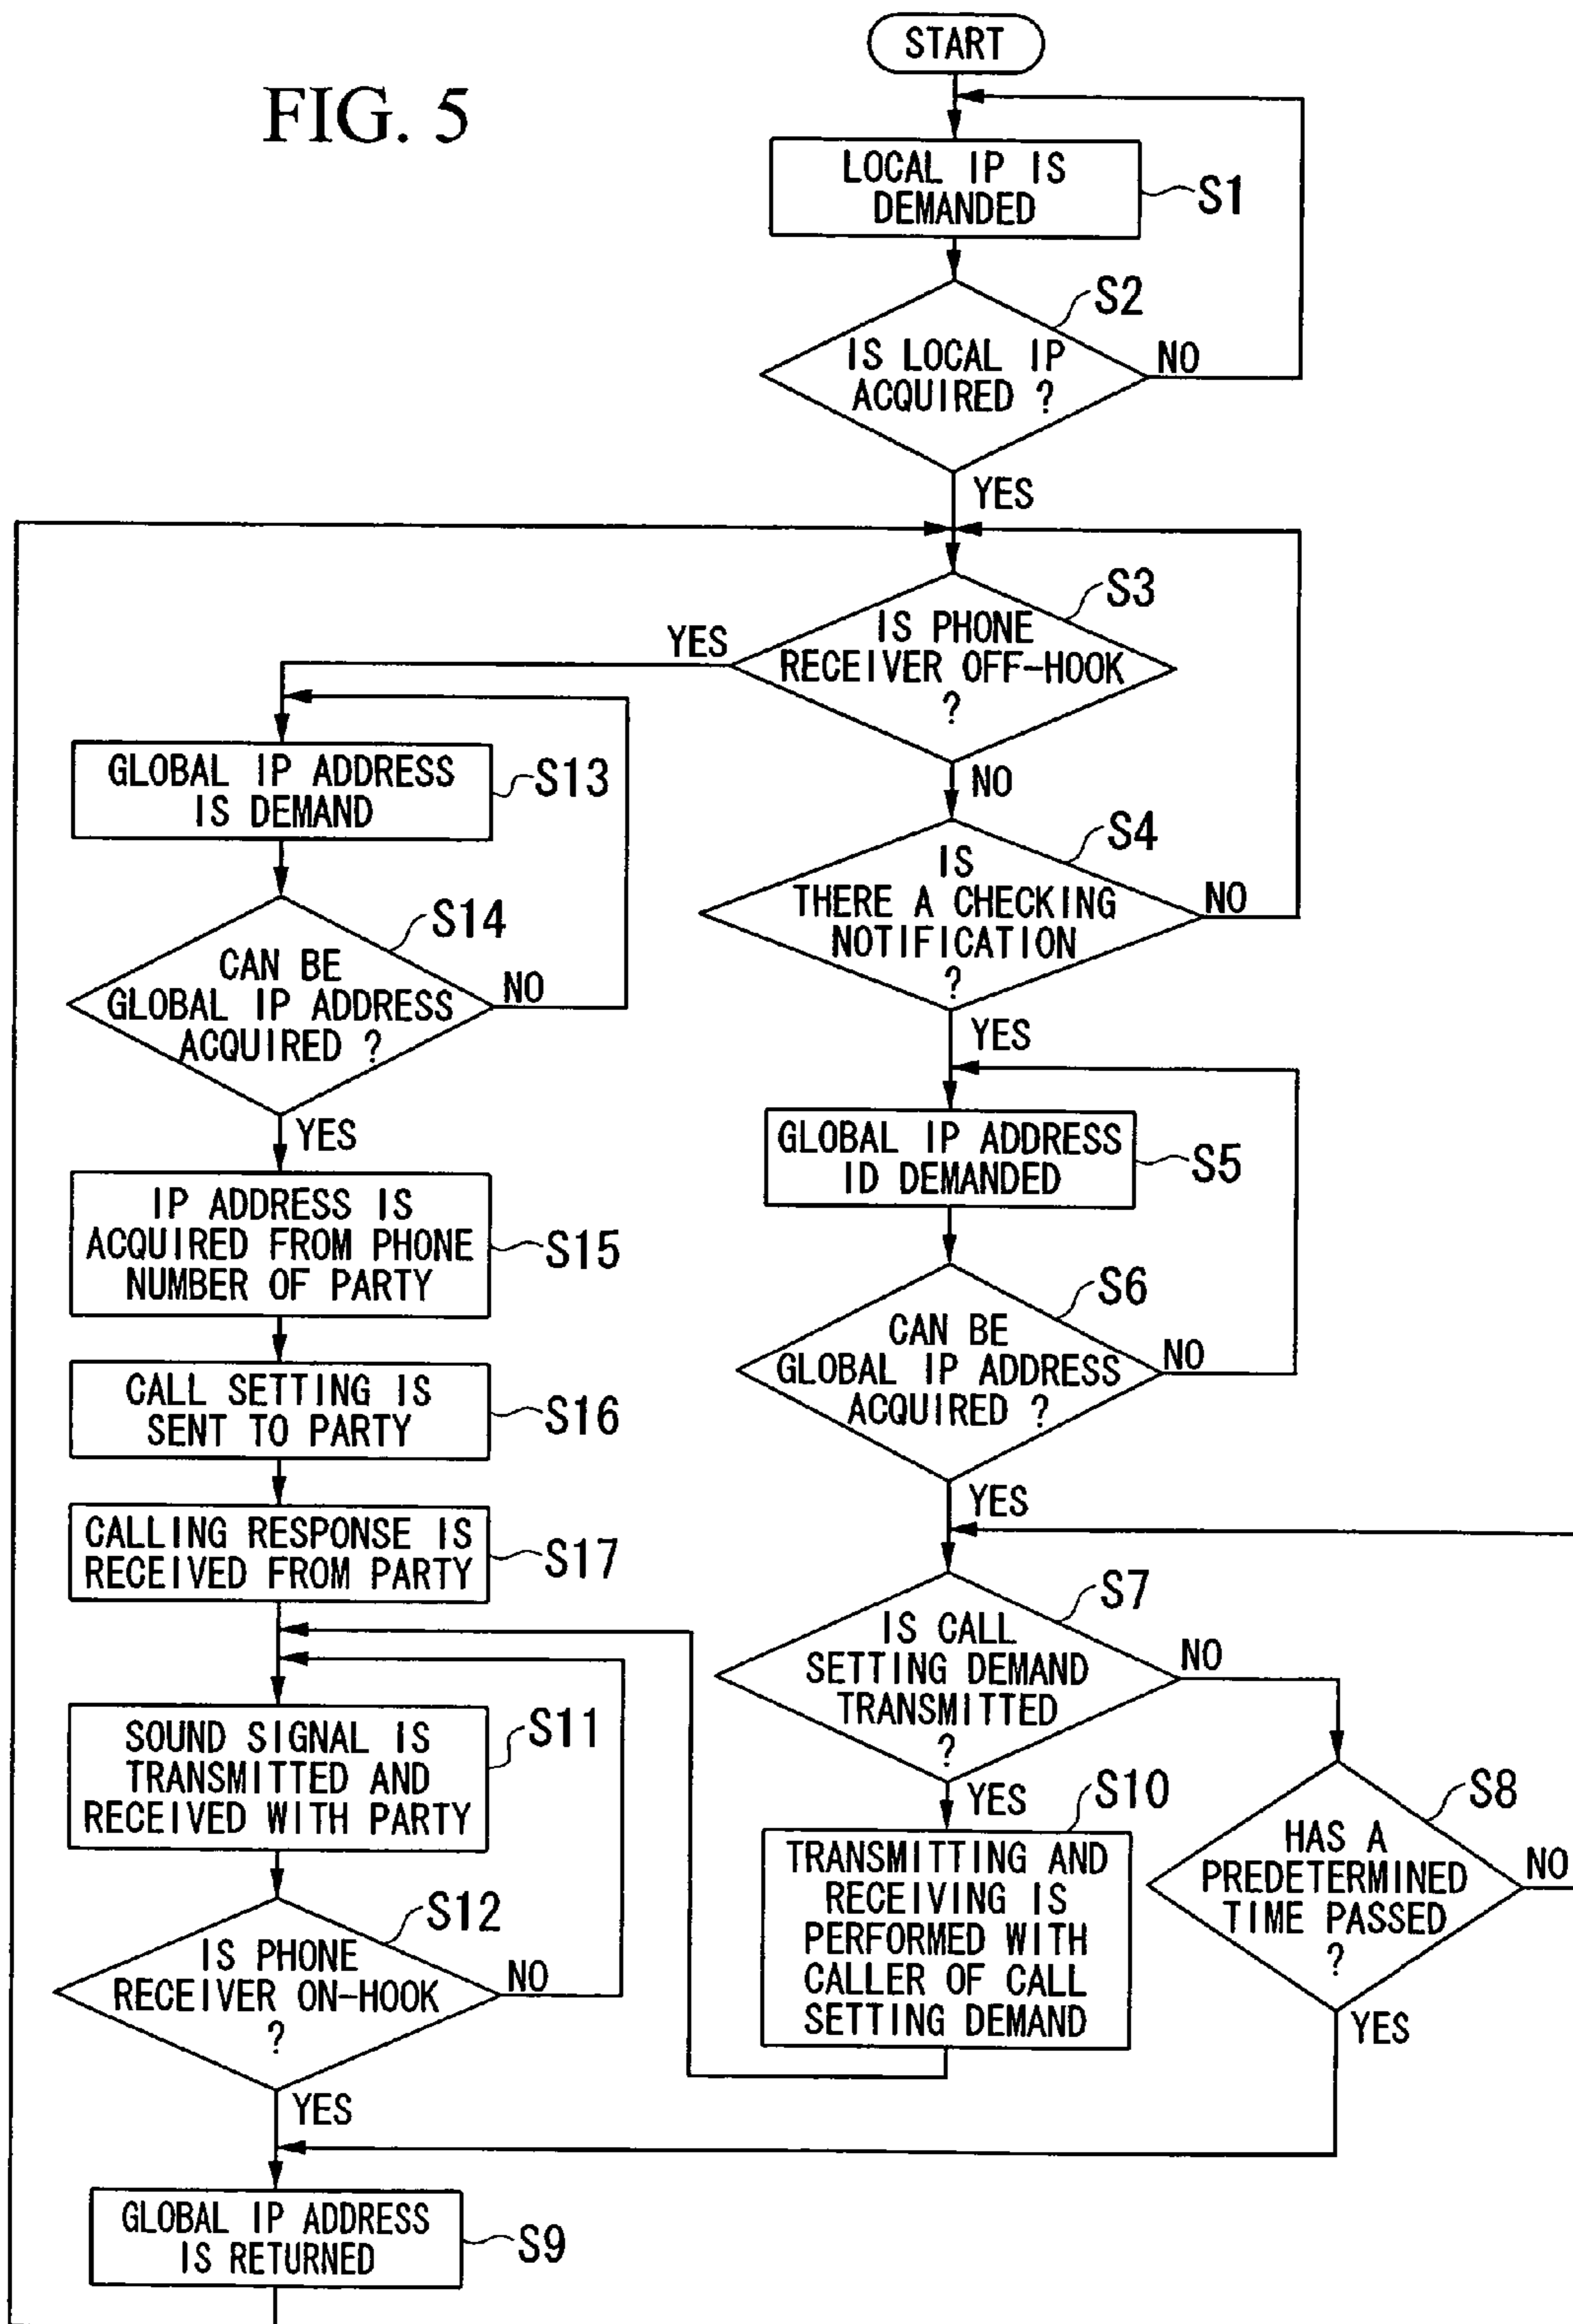 FIG. 5
START
LOCAL IP IS
DEMANDED
S1
S2
IS LOCAL IP
ACQUIRED ?
NO
YES
S3
IS PHONE
RECEIVER OFF-HOOK
?
YES
NO
S4
IS
THERE A CHECKING
NOTIFICATION
?
NO
YES
GLOBAL IP ADDRESS
ID DEMANDED
S5
S6
CAN BE
GLOBAL IP ADDRESS
ACQUIRED ?
NO
YES
S7
IS CALL
SETTING DEMAND
TRANSMITTED
?
NO
YES
S8
HAS A
PREDETERMINED
TIME PASSED
?
NO
YES
S10
TRANSMITTING AND
RECEIVING IS
PERFORMED WITH
CALLER OF CALL
SETTING DEMAND
GLOBAL IP ADDRESS
IS DEMAND
S13
S14
CAN BE
GLOBAL IP ADDRESS
ACQUIRED ?
NO
YES
IP ADDRESS IS
ACQUIRED FROM PHONE
NUMBER OF PARTY
S15
CALL SETTING IS
SENT TO PARTY
S16
CALLING RESPONSE IS
RECEIVED FROM PARTY
S17
SOUND SIGNAL IS
TRANSMITTED AND
RECEIVED WITH PARTY
S11
S12
IS PHONE
RECEIVER ON-HOOK
?
NO
YES
GLOBAL IP ADDRESS
IS RETURNED
S9